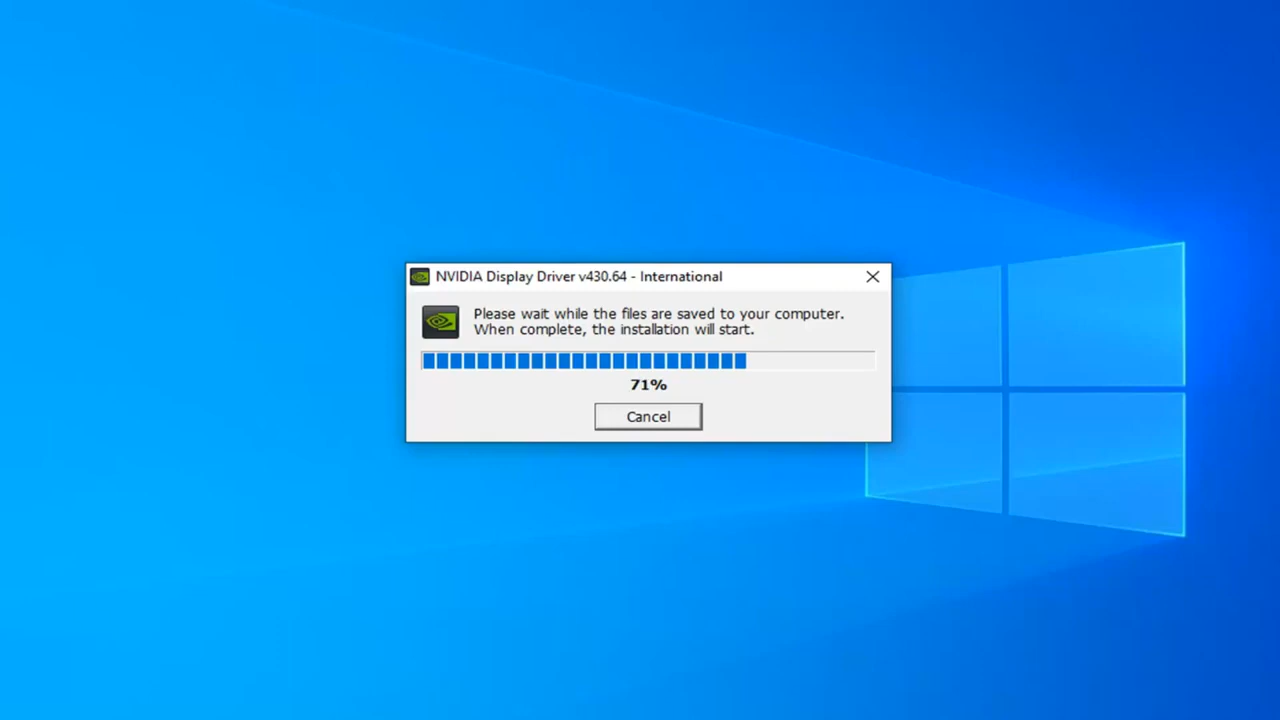 NVIDIA Display Driver v430.64 - International
Please wait while the files are saved to your computer.
When complete, the installation will start.
71%
Cancel